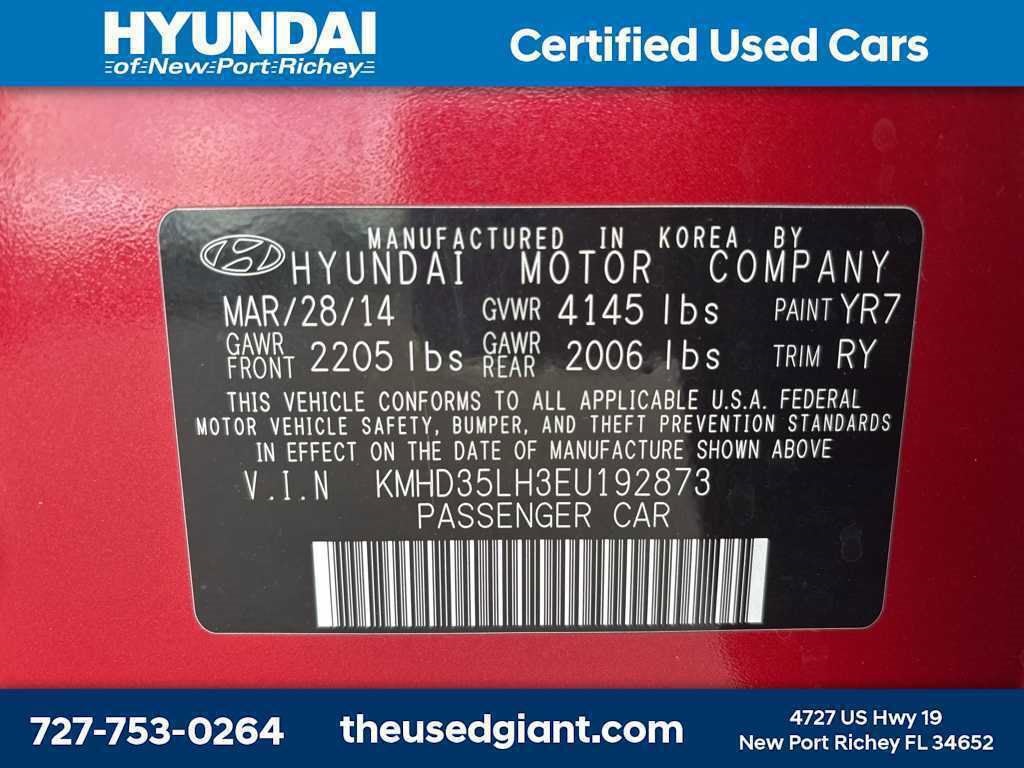 HYUNDAI
of New Port Richey
Certified Used Cars
MANUFACTURED IN KOREA BY
HYUNDAI MOTOR COMPANY
MAR/28/14 GVWR 4145 lbs PAINT YR7
GAWR FRONT 2205 lbs GAWR REAR 2006 lbs TRIM RY
THIS VEHICLE CONFORMS TO ALL APPLICABLE U.S.A. FEDERAL
MOTOR VEHICLE SAFETY, BUMPER, AND THEFT PREVENTION STANDARDS
IN EFFECT ON THE DATE OF MANUFACTURE SHOWN ABOVE
V.I.N KMHD35LH3EU192873
PASSENGER CAR
727-753-0264
theusedgiant.com
4727 US Hwy 19
New Port Richey FL 34652